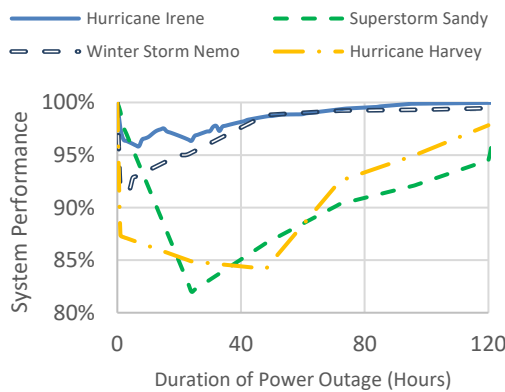 Hurricane Irene Superstorm Sandy
Winter Storm Nemo Hurricane Harvey
100%
95%
90%
85%
80%
System Performance
0 40 80 120
Duration of Power Outage (Hours)